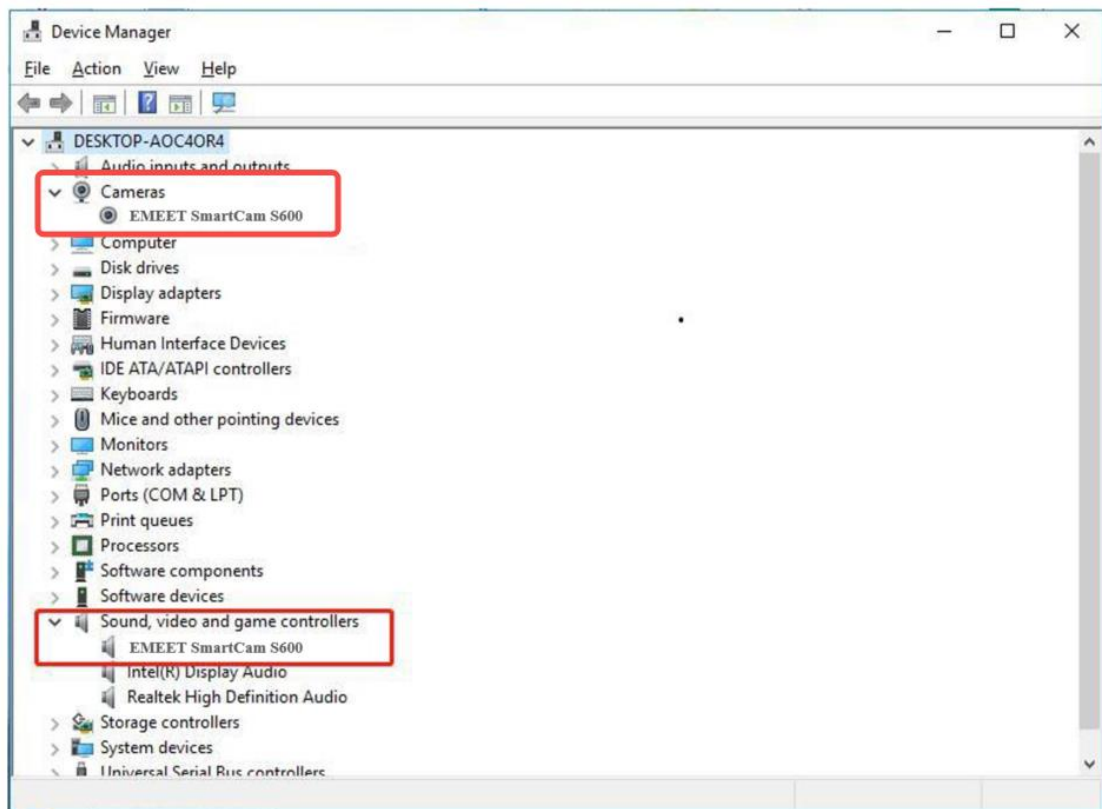 Device Manager
File Action View Help
DESKTOP-AOC4OR4
Audio inputs and outputs
Cameras
EMEET SmartCam S600
Computer
Disk drives
Display adapters
Firmware
Human Interface Devices
IDE ATA/ATAPI controllers
Keyboards
Mice and other pointing devices
Monitors
Network adapters
Ports (COM & LPT)
Print queues
Processors
Software components
Software devices
Sound, video and game controllers
EMEET SmartCam S600
Intel(R) Display Audio
Realtek High Definition Audio
Storage controllers
System devices
Universal Serial Bus controllers